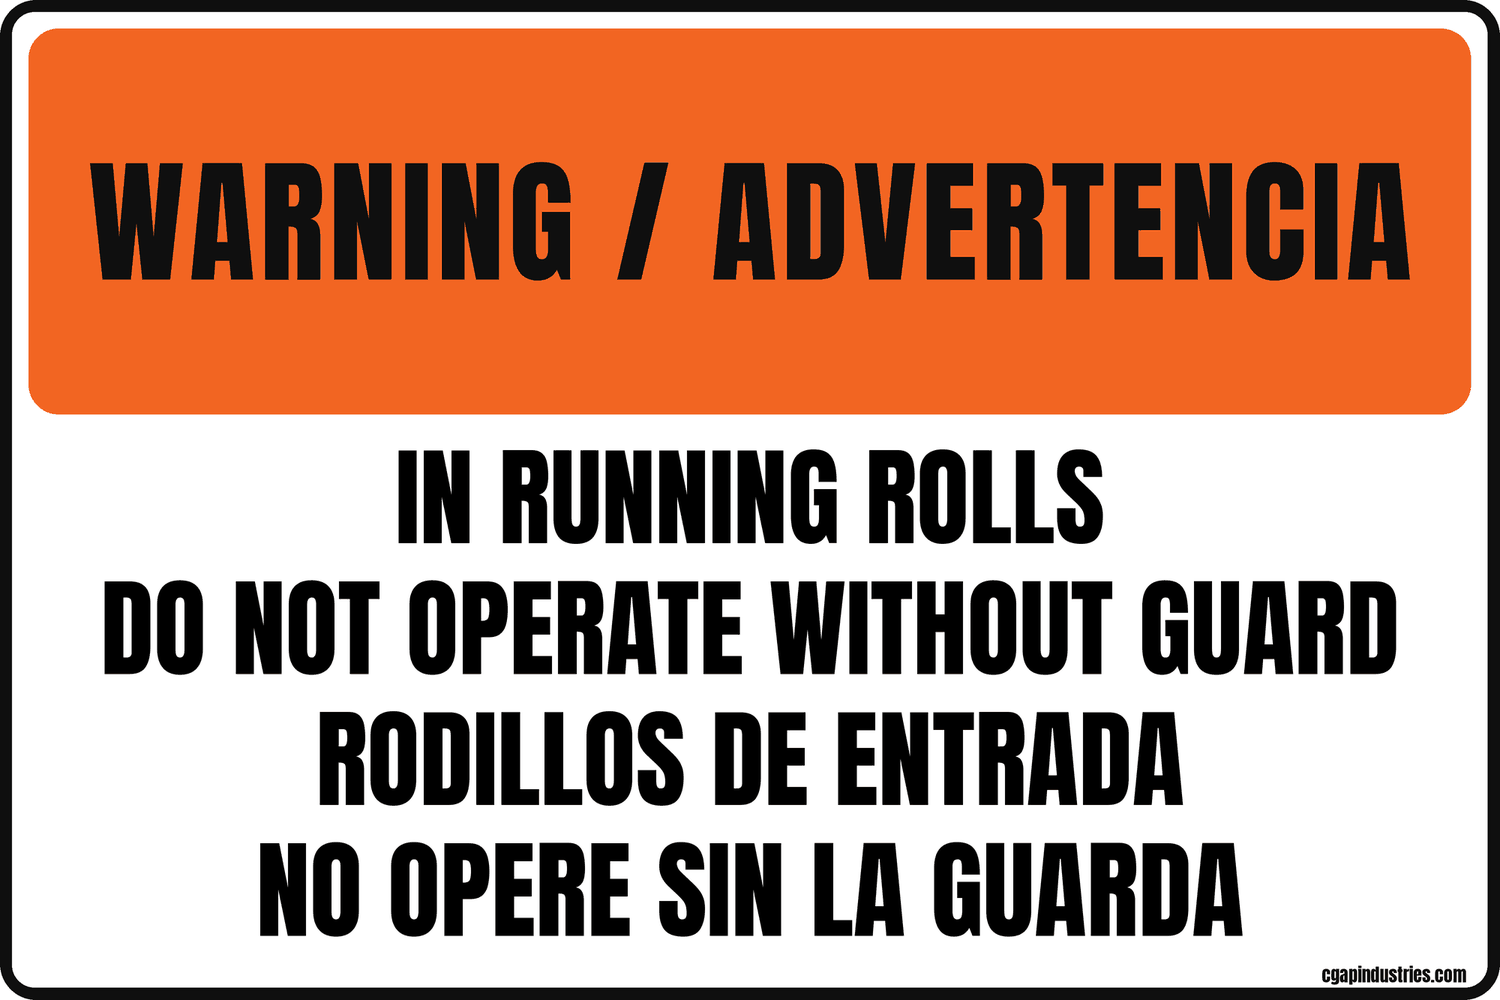 WARNING / ADVERTENCIA
IN RUNNING ROLLS
DO NOT OPERATE WITHOUT GUARD
RODILLOS DE ENTRADA
NO OPERE SIN LA GUARDA
cgapindustries.com